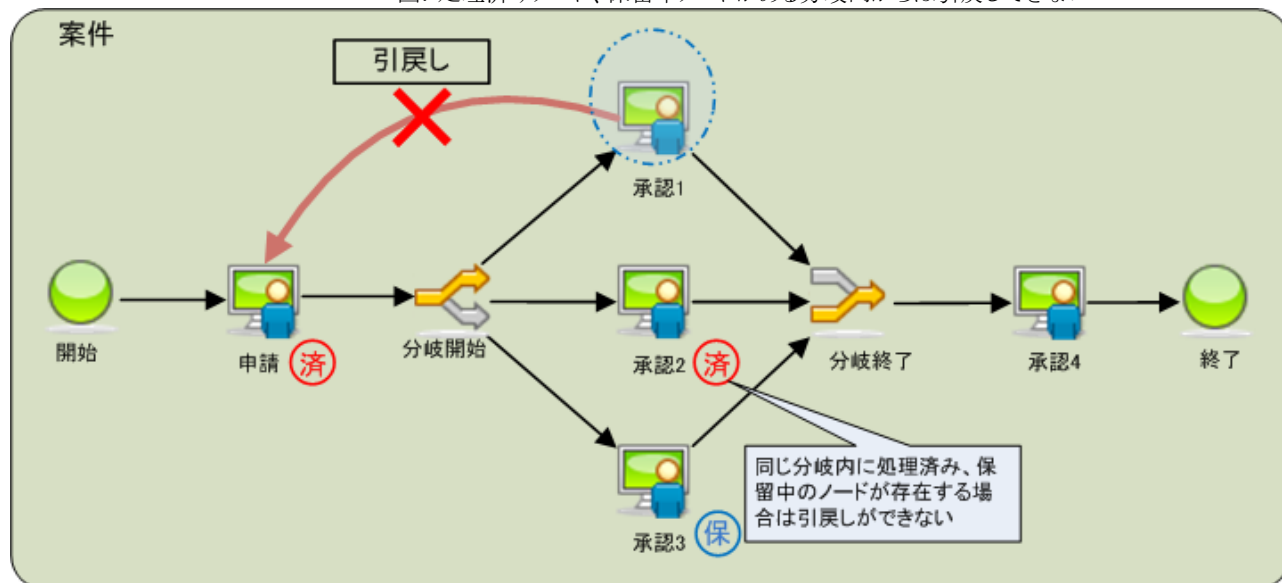 案件
引戻し
承認1
開始
申請
済
分岐開始
承認2
済
分岐終了
承認4
終了
同じ分岐内に処理済み、保
留中のノードが存在する場
合は引戻しができない
承認3
保